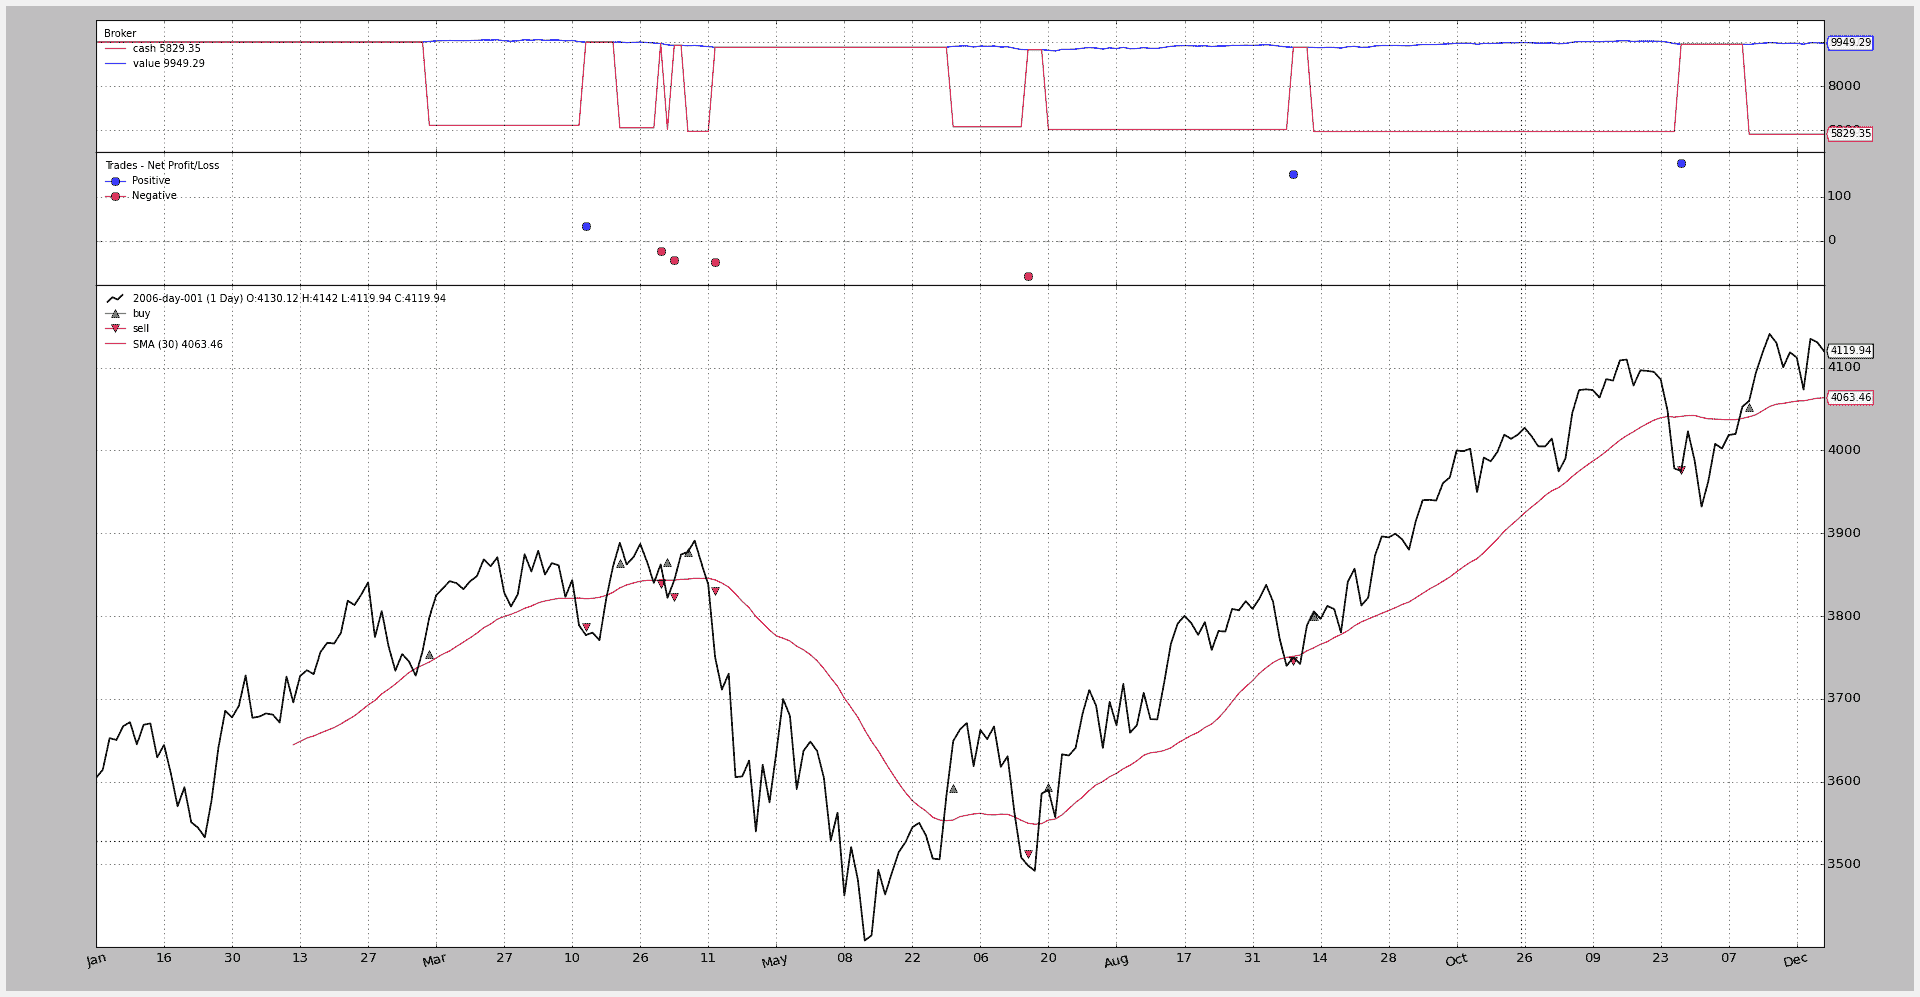 Broker
cash 5829.35
value 9949.29
9949.29
8000
5829.35
Trades - Net Profit/Loss
Positive
Negative
100
0
2006-day-001 (1 Day) O:4130.12 H:4142 L:4119.94 C:4119.94
buy
sell
SMA (30) 4063.46
4119.94
4100
4063.46
4000
3900
3800
3700
3600
3500
Jan 16 30 13 27 Mar 27 10 26 11 May 08 22 06 20 Aug 17 31 14 28 Oct 26 09 23 07 Dec